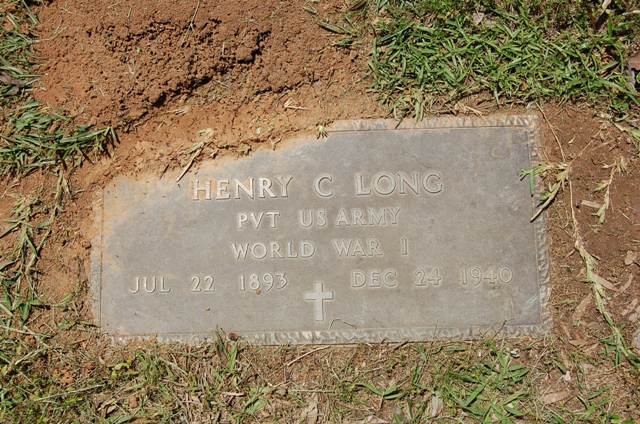 HENRY C LONG
PVT US ARMY
WORLD WAR I
JUL 22 1893 DEC 24 1940